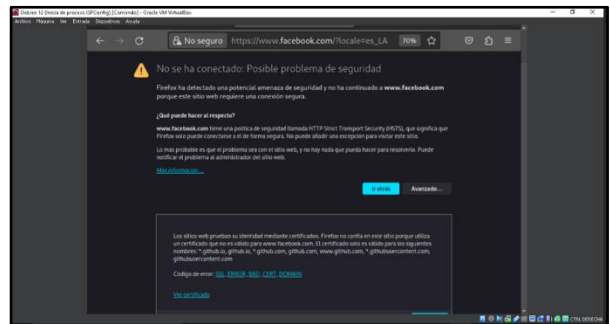 Debian 12 (Inicio de proceso ISPConfig) [Corriendo] - Oracle VM VirtualBox
Archivo Máquina Ver Entrada Dispositivos Ayuda
No seguro https://www.facebook.com/?locale=es_LA 70%
No se ha conectado: Posible problema de seguridad
Firefox ha detectado una potencial amenaza de seguridad y no ha continuado a www.facebook.com
porque este sitio web requiere una conexión segura.
¿Qué puede hacer al respecto?
www.facebook.com tiene una política de seguridad llamada HTTP Strict Transport Security (HSTS), que significa que
Firefox solo puede conectarse a él de forma segura. No puede añadir una excepción para visitar este sitio.
Lo más probable es que el problema sea con el sitio web, y no hay nada que pueda hacer para resolverlo. Puede
notificar el problema al administrador del sitio web.
Más información...
Ir atrás Avanzado...
Los sitios web prueban su identidad mediante certificados. Firefox no confía en este sitio porque utiliza
un certificado que no es válido para www.facebook.com. El certificado solo es válido para los siguientes
nombres: *.github.io, github.io, *.github.com, github.com, www.github.com, *.githubusercontent.com,
githubusercontent.com
Código de error: SSL_ERROR_BAD_CERT_DOMAIN
Ver certificado
CTRL DERECHA